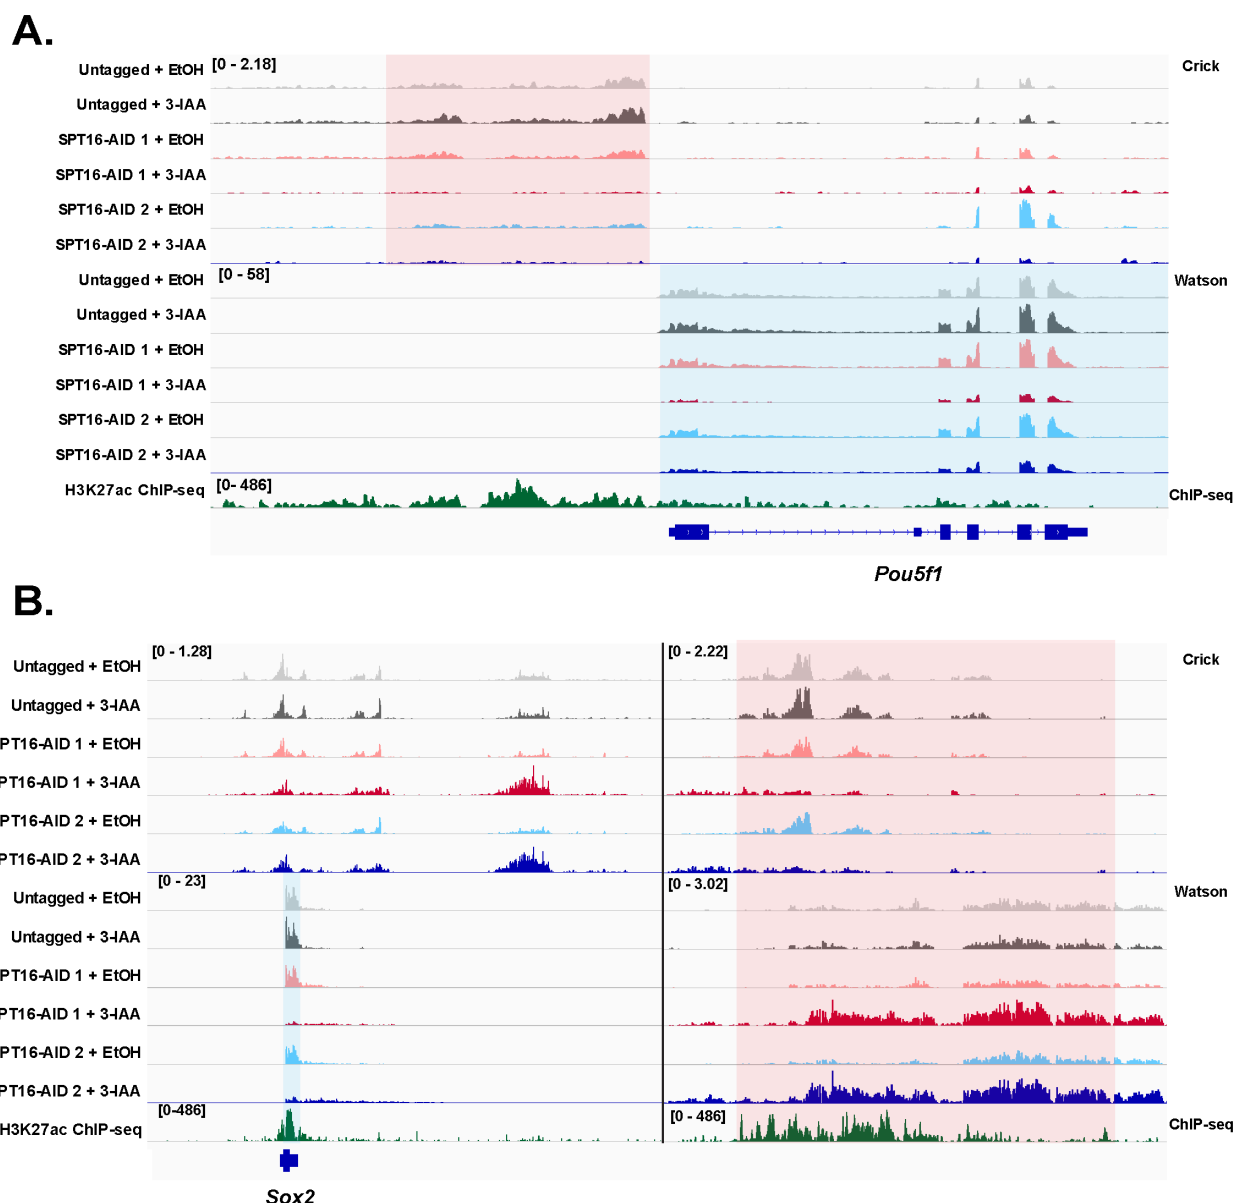 A.
Untagged + EtOH [0 - 2.18] Crick
Untagged + 3-IAA
SPT16-AID 1 + EtOH
SPT16-AID 1 + 3-IAA
SPT16-AID 2 + EtOH
SPT16-AID 2 + 3-IAA
Untagged + EtOH [0 - 58] Watson
Untagged + 3-IAA
SPT16-AID 1 + EtOH
SPT16-AID 1 + 3-IAA
SPT16-AID 2 + EtOH
SPT16-AID 2 + 3-IAA
H3K27ac ChIP-seq [0- 486] ChIP-seq
Pou5f1
B.
Untagged + EtOH [0 - 1.28] [0 - 2.22] Crick
Untagged + 3-IAA
PT16-AID 1 + EtOH
PT16-AID 1 + 3-IAA
PT16-AID 2 + EtOH
PT16-AID 2 + 3-IAA
Untagged + EtOH [0 - 23] [0 - 3.02] Watson
Untagged + 3-IAA
PT16-AID 1 + EtOH
PT16-AID 1 + 3-IAA
PT16-AID 2 + EtOH
PT16-AID 2 + 3-IAA
H3K27ac ChIP-seq [0-486] [0 - 486] ChIP-seq
Sox2